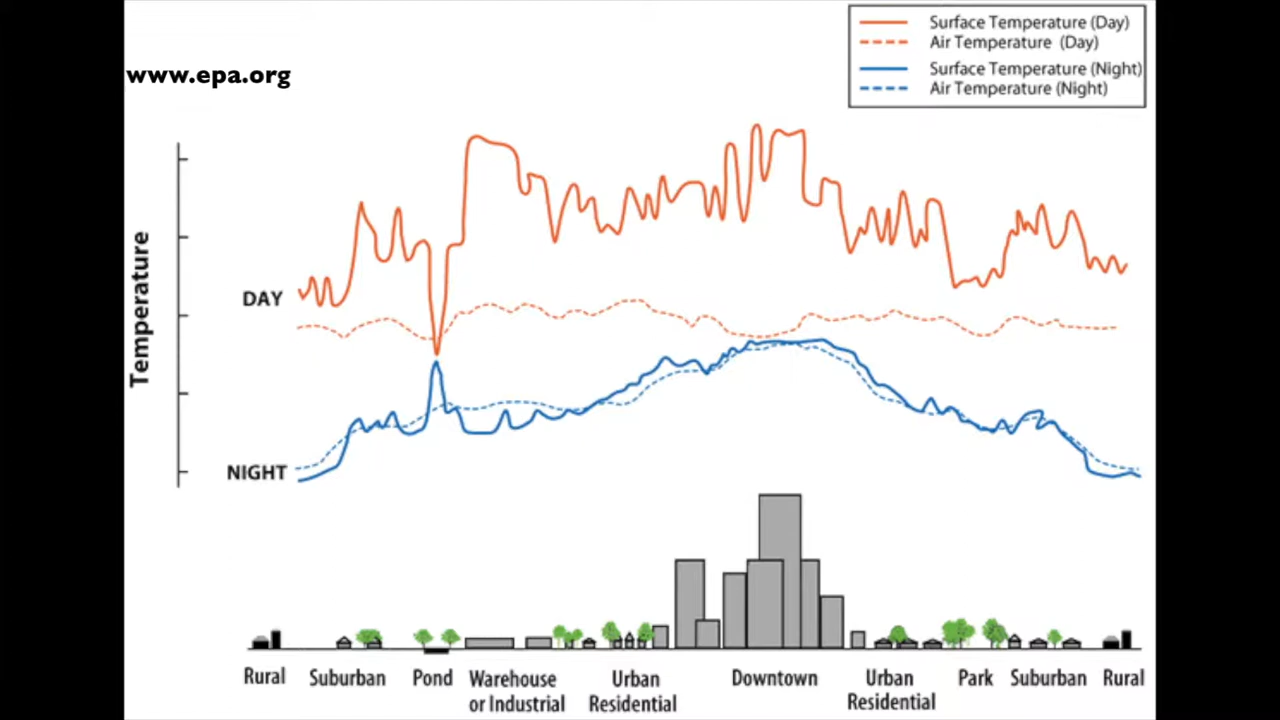 Surface Temperature (Day)
Air Temperature (Day)
Surface Temperature (Night)
Air Temperature (Night)
www.epa.org
Temperature
DAY
NIGHT
Rural
Suburban
Pond
Warehouse
or Industrial
Urban
Residential
Downtown
Urban
Residential
Park
Suburban
Rural